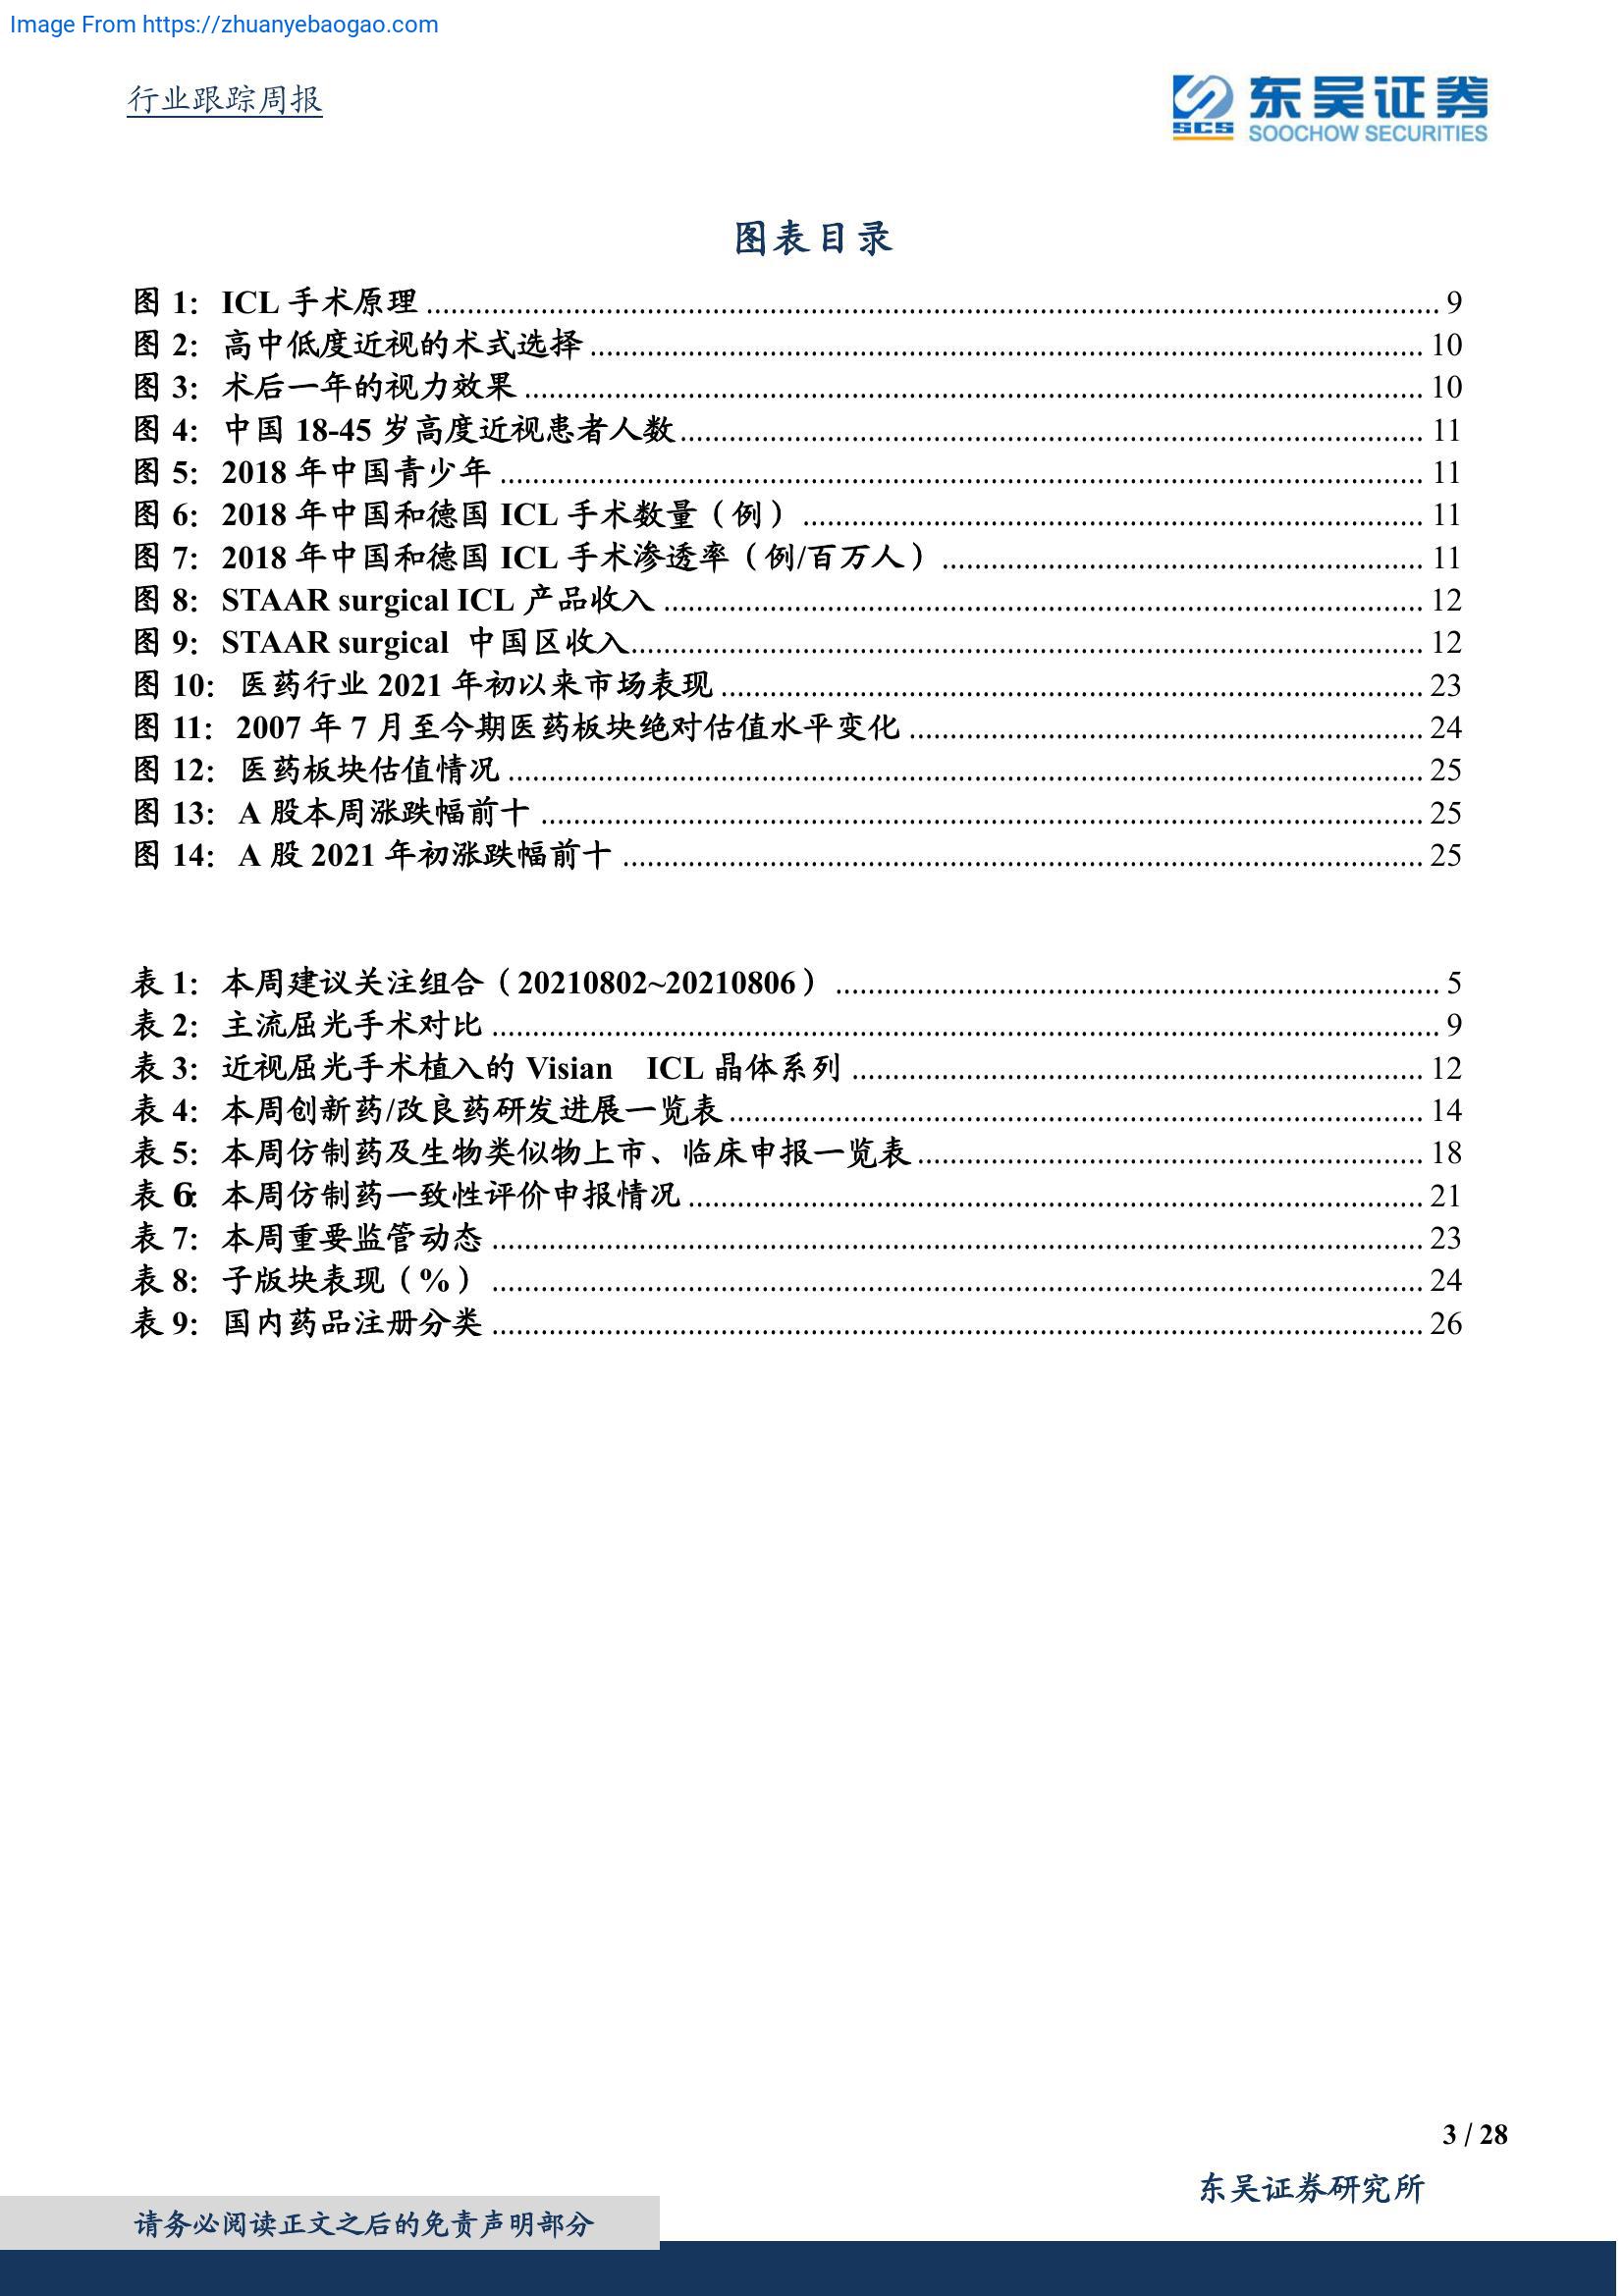 Image From https://zhuanyebaogao.com
行业跟踪周报
SCS 东吴证券
SOOCHOW SECURITIES
图表目录
图 1: ICL 手术原理 ........ 9
图 2: 高中低度近视的术式选择 ........ 10
图 3: 术后一年的视力效果 ........ 10
图 4: 中国 18-45 岁高度近视患者人数 ........ 11
图 5: 2018 年中国青少年 ........ 11
图 6: 2018 年中国和德国 ICL 手术数量（例） ........ 11
图 7: 2018 年中国和德国 ICL 手术渗透率（例/百万人） ........ 11
图 8: STAAR surgical ICL 产品收入 ........ 12
图 9: STAAR surgical 中国区收入 ........ 12
图 10: 医药行业 2021 年初以来市场表现 ........ 23
图 11: 2007 年 7 月至今期医药板块绝对估值水平变化 ........ 24
图 12: 医药板块估值情况 ........ 25
图 13: A 股本周涨跌幅前十 ........ 25
图 14: A 股 2021 年初涨跌幅前十 ........ 25
表 1: 本周建议关注组合（20210802~20210806） ........ 5
表 2: 主流屈光手术对比 ........ 9
表 3: 近视屈光手术植入的 Visian ICL 晶体系列 ........ 12
表 4: 本周创新药/改良药研发进展一览表 ........ 14
表 5: 本周仿制药及生物类似物上市、临床申报一览表 ........ 18
表 6: 本周仿制药一致性评价申报情况 ........ 21
表 7: 本周重要监管动态 ........ 23
表 8: 子版块表现（%） ........ 24
表 9: 国内药品注册分类 ........ 26
3 / 28
东吴证券研究所
请务必阅读正文之后的免责声明部分